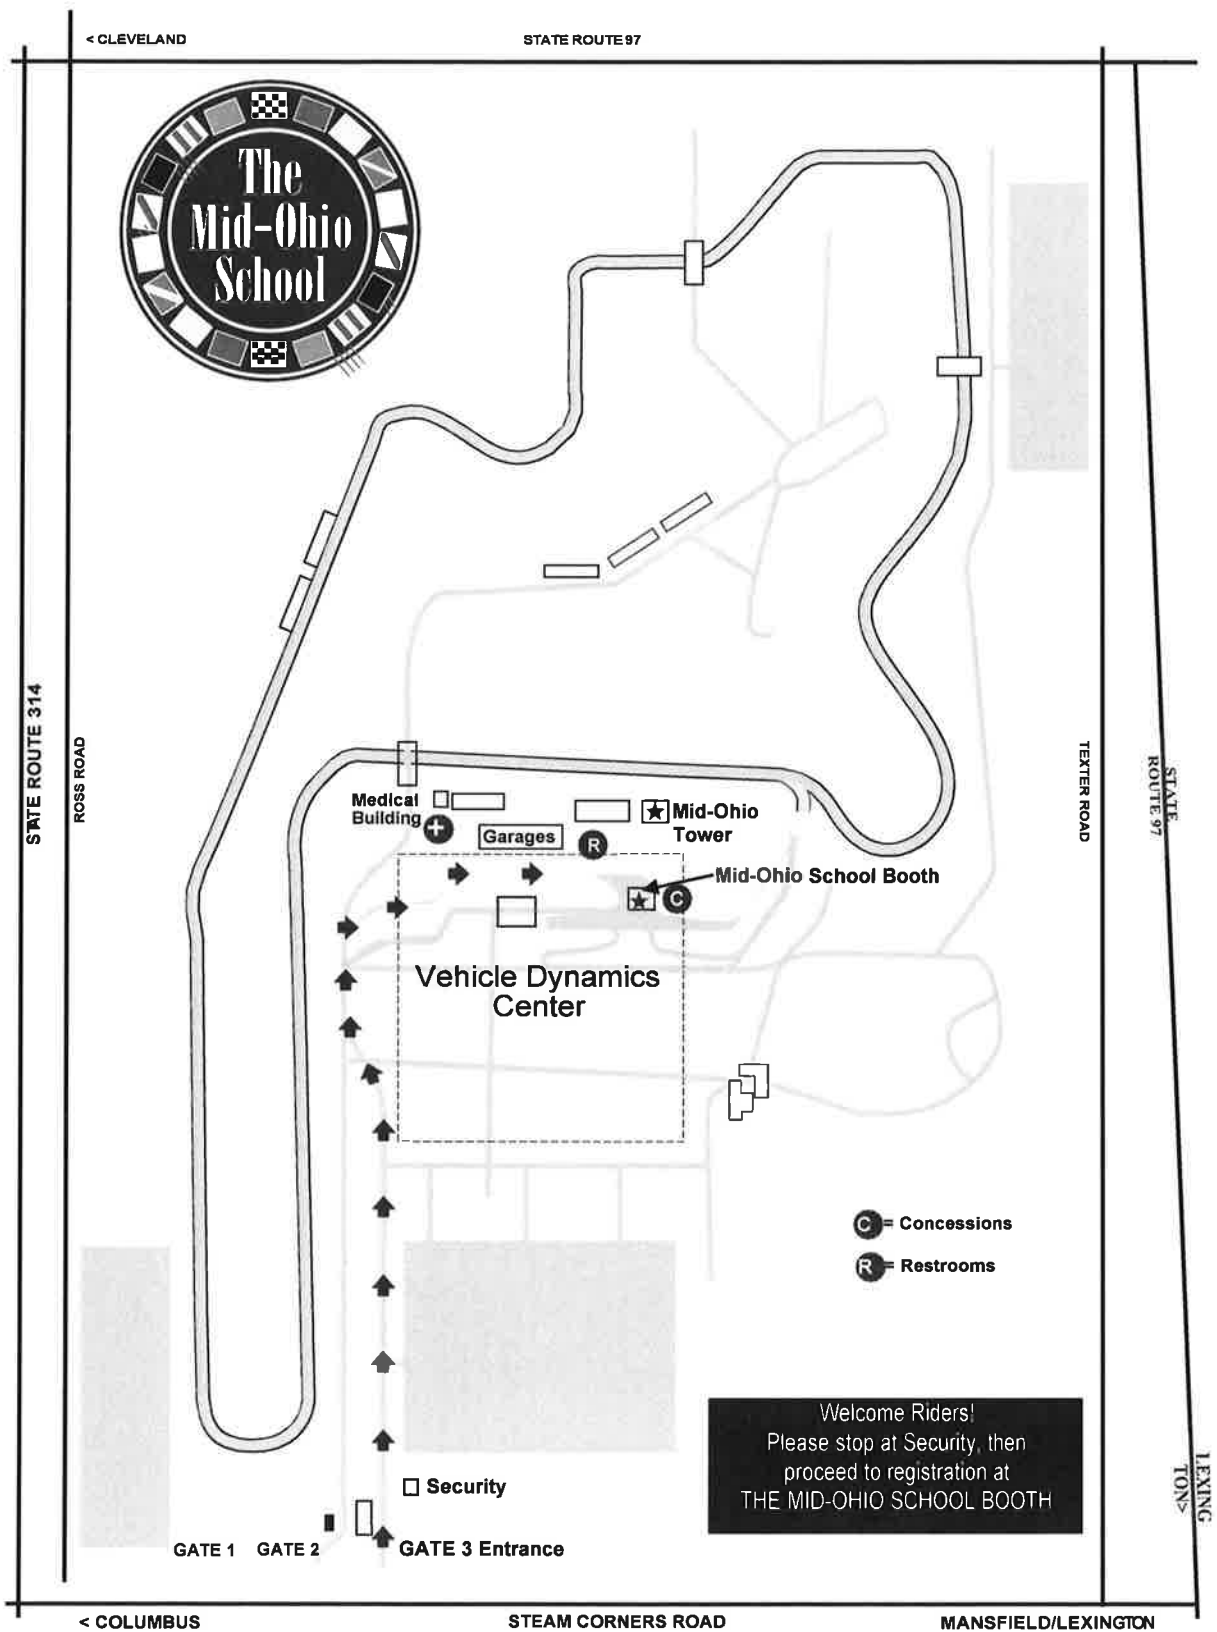 < CLEVELAND
STATE ROUTE 97
The
Mid-Ohio
School
STATE ROUTE 314
ROSS ROAD
TEXTER ROAD
STATE
ROUTE 97
Medical
Building
Garages
R
Mid-Ohio
Tower
Mid-Ohio School Booth
C
Vehicle Dynamics
Center
C = Concessions
R = Restrooms
Welcome Riders!
Please stop at Security, then
proceed to registration at
THE MID-OHIO SCHOOL BOOTH
LEXING
TON>
Security
GATE 1
GATE 2
GATE 3 Entrance
< COLUMBUS
STEAM CORNERS ROAD
MANSFIELD/LEXINGTON